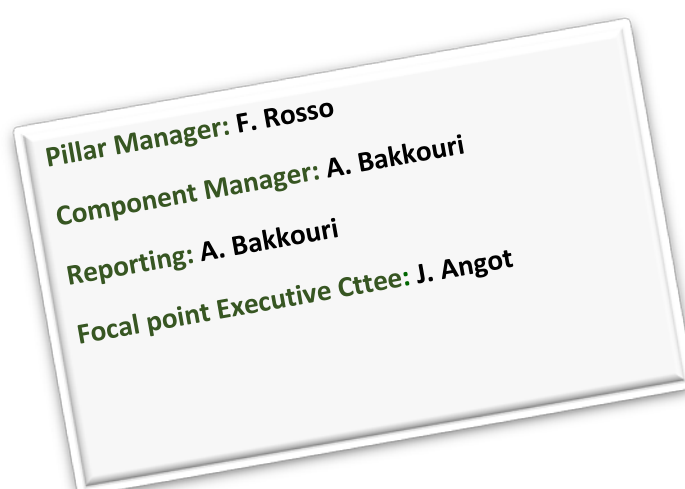 Pillar Manager: F. Rosso
Component Manager: A. Bakkouri
Reporting: A. Bakkouri
Focal point Executive Cttee: J. Angot